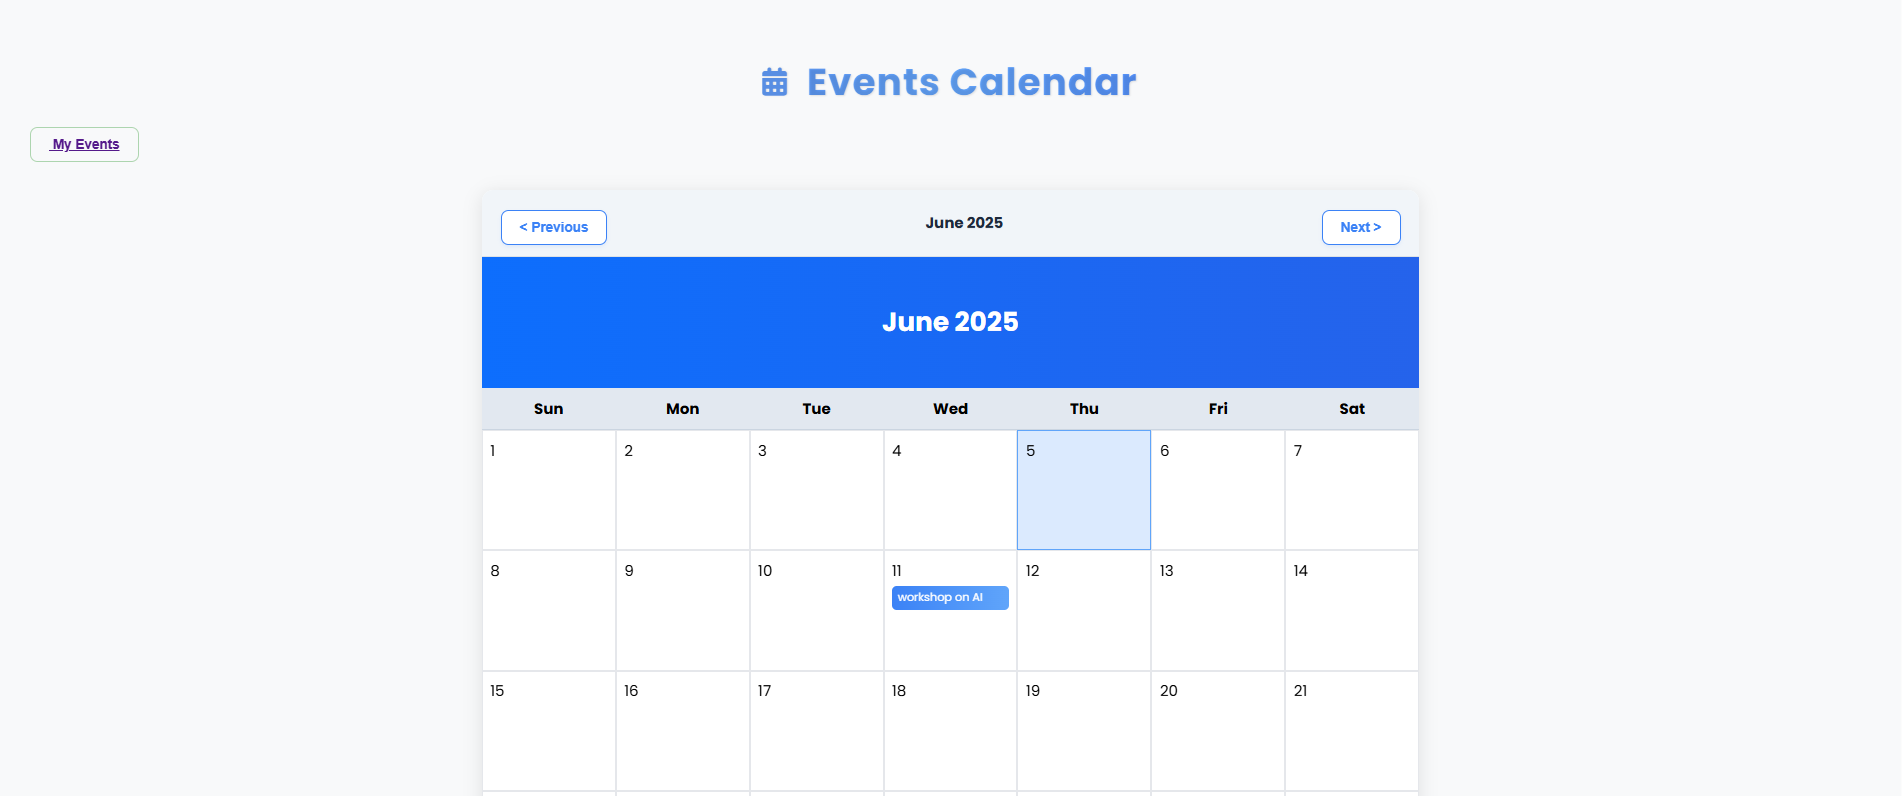 Events Calendar
My Events
< Previous
June 2025
Next >
June 2025
Sun Mon Tue Wed Thu Fri Sat
1 2 3 4 5 6 7
8 9 10 11 12 13 14
workshop on AI
15 16 17 18 19 20 21